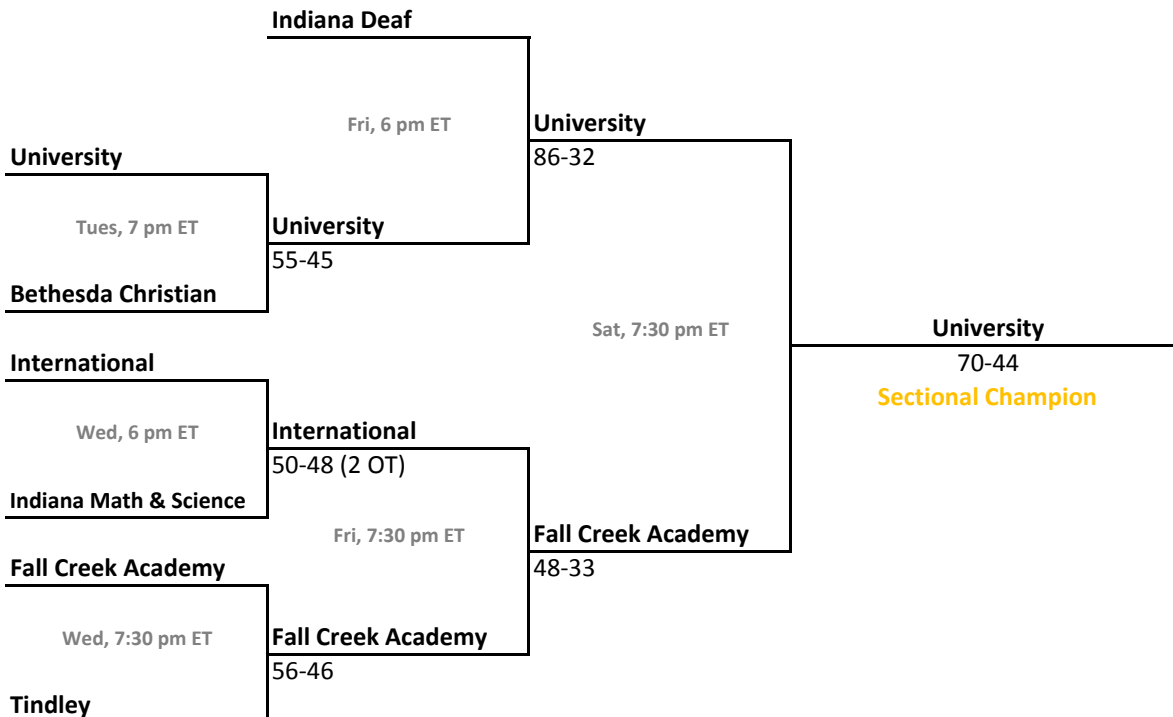 Indiana Deaf
Fri, 6 pm ET
University
86-32
University
Tues, 7 pm ET
University
55-45
Bethesda Christian
Sat, 7:30 pm ET
University
70-44
Sectional Champion
International
Wed, 6 pm ET
International
50-48 (2 OT)
Indiana Math & Science
Fri, 7:30 pm ET
Fall Creek Academy
48-33
Fall Creek Academy
Wed, 7:30 pm ET
Fall Creek Academy
56-46
Tindley